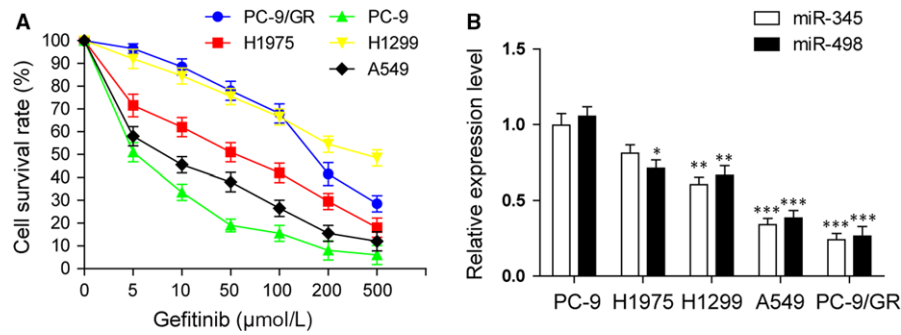 A
Cell survival rate (%)
100
90
80
70
60
50
40
30
20
10
0
PC-9/GR
PC-9
H1975
H1299
A549
0 5 10 50 100 200 500
Gefitinib (μmol/L)
B
miR-345
miR-498
Relative expression level
1.5
1.0
0.5
0.0
* ** ** *** *** *** ***
PC-9 H1975 H1299 A549 PC-9/GR